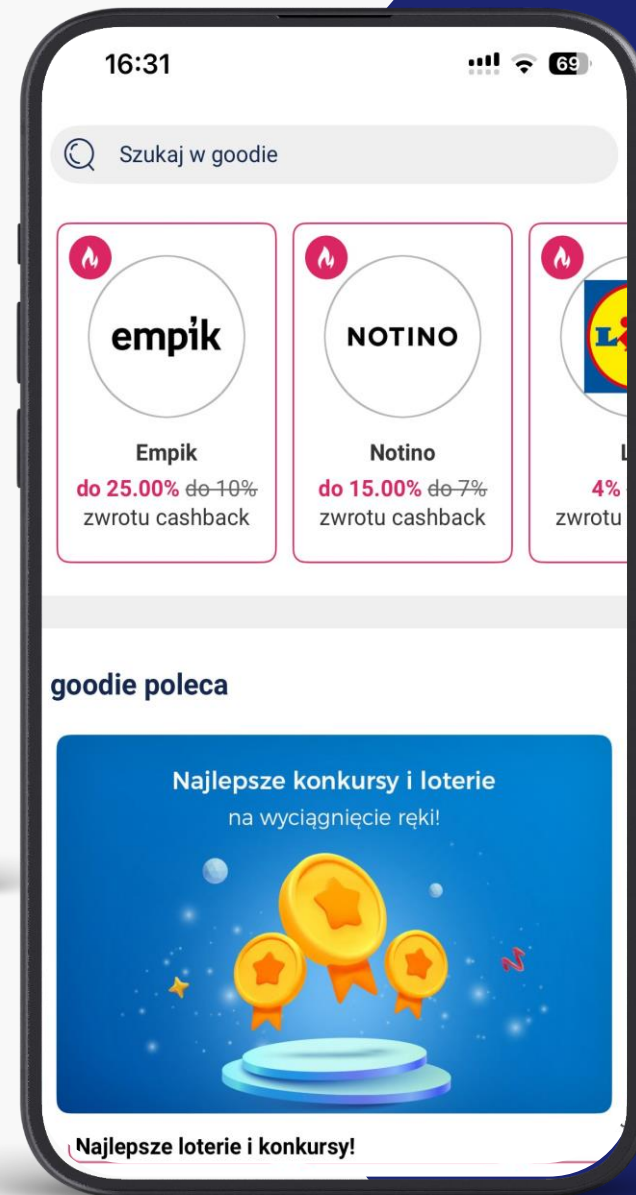 16:31
69
Szukaj w goodie
empik
NOTINO
Empik
do 25.00% do 10%
zwrotu cashback
Notino
do 15.00% do 7%
zwrotu cashback
4%
zwrotu
goodie poleca
Najlepsze konkursy i loterie
na wyciągnięcie ręki!
Najlepsze loterie i konkursy!